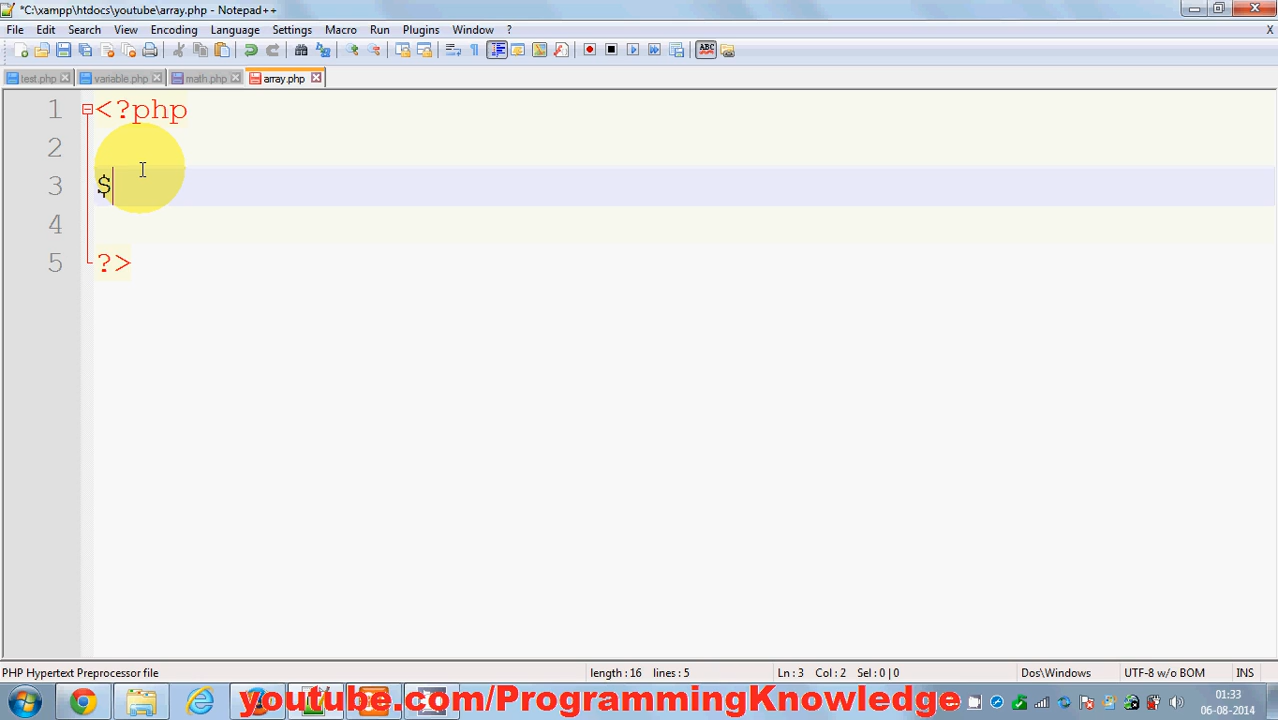 *C:\xampp\htdocs\youtube\array.php - Notepad++
File Edit Search View Encoding Language Settings Macro Run Plugins Window ? X
ABC
test.php variable.php math.php array.php
1 <?php
2
3 $
4
5 ?>
PHP Hypertext Preprocessor file length : 16 lines : 5 Ln : 3 Col : 2 Sel : 0 | 0 Dos\Windows UTF-8 w/o BOM INS
youtube.com/ProgrammingKnowledge
01:33
06-08-2014